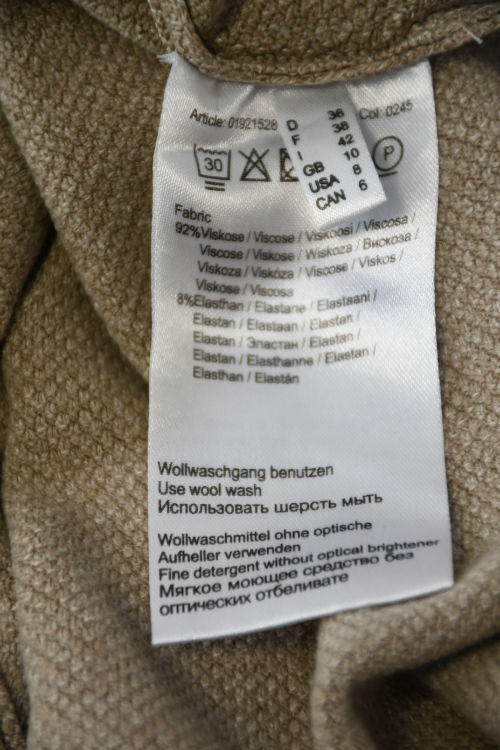 Article: 01921528
Col: 0245
D 36
F 38
I 42
GB 10
USA 8
CAN 6
30
P
Fabric
92%Viskose / Viscose / Viskoosi / Viscosa /
Viscose / Viskose / Wiskoza / Вискоза /
Viskoza / Viskóza / Viscose / Viskos /
Viskose / Viscosa
8%Elasthan / Elastane / Elastaani /
Elastan / Elastaan / Elastan /
Elastan / Эластан / Elastan /
Elastan / Elasthanne / Elastan /
Elasthan / Elastán
Wollwaschgang benutzen
Use wool wash
Использовать шерсть мыть
Wollwaschmittel ohne optische
Aufheller verwenden
Fine detergent without optical brightener
Мягкое моющее средство без
оптических отбеливате